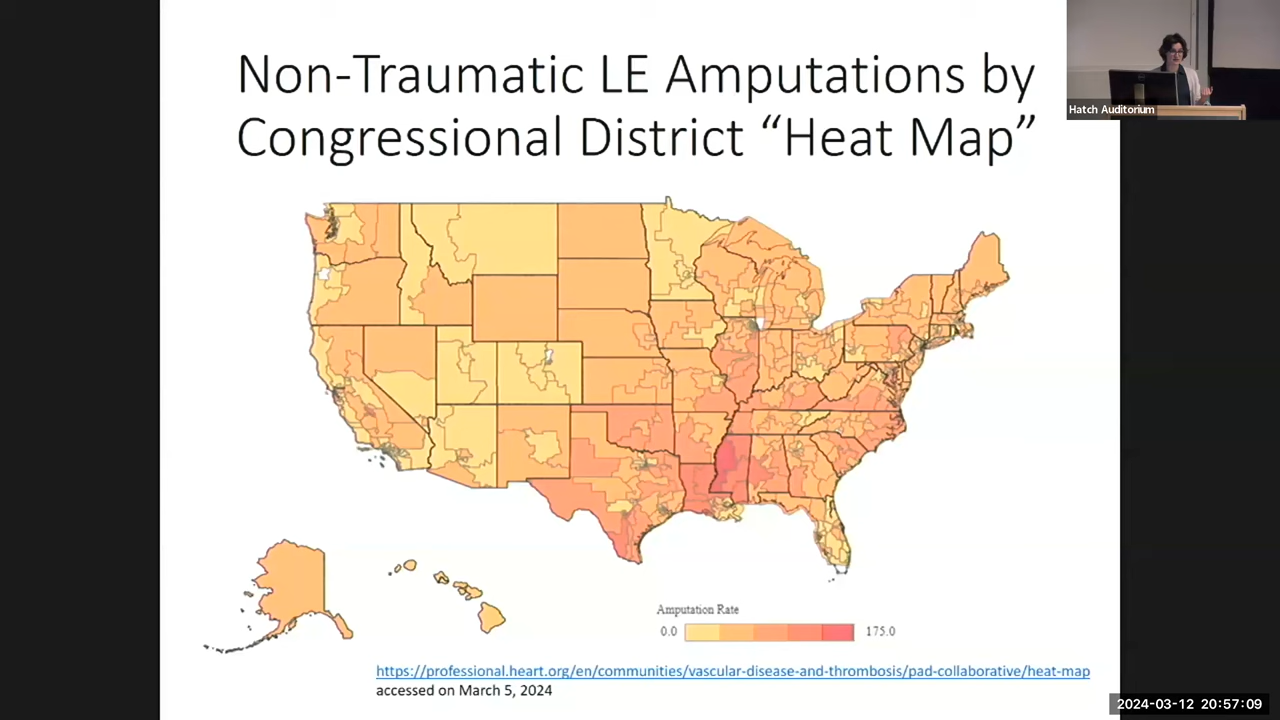 Non-Traumatic LE Amputations by
Congressional District “Heat Map”
Hatch Auditorium
Amputation Rate
0.0
175.0
https://professional.heart.org/en/communities/vascular-disease-and-thrombosis/pad-collaborative/heat-map
accessed on March 5, 2024
2024-03-12 20:57:09